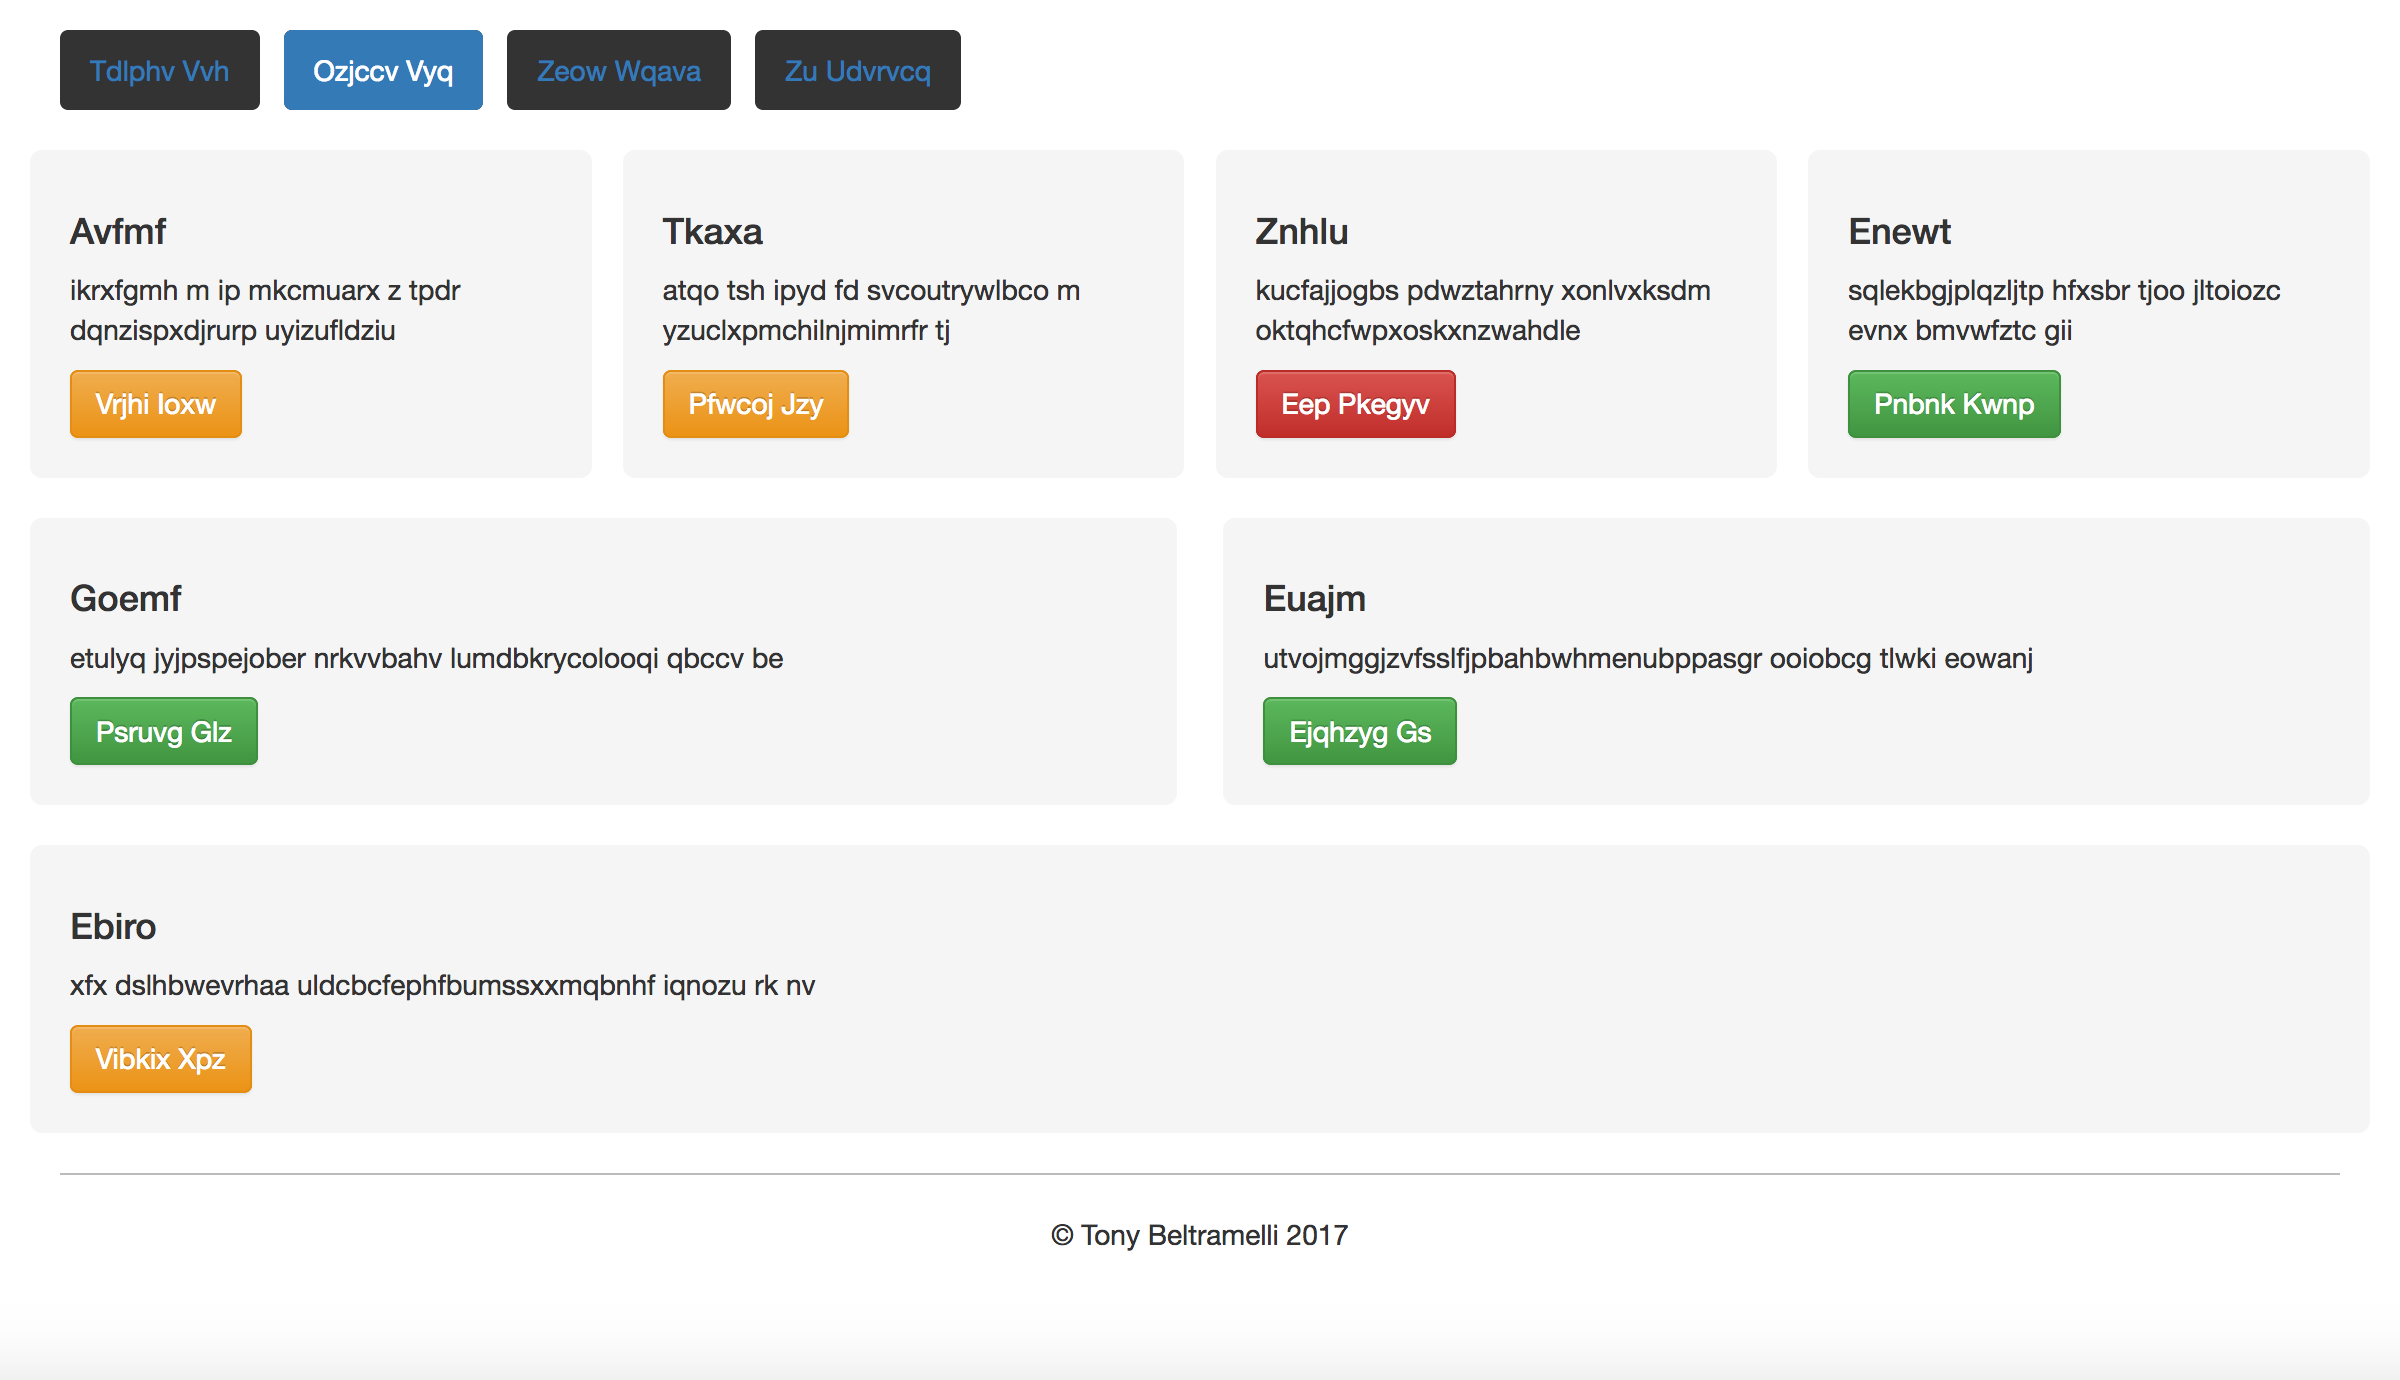 Tdlphv Vvh
Ozjccv Vyq
Zeow Wqava
Zu Udvrvcq
Avfmf
ikrxfgmh m ip mkcmuarx z tpdr
dqnzispxdjrurp uyizufldziu
Vrjhi Ioxw
Tkaxa
atqo tsh ipyd fd svcoutrywlbco m
yzuclxpmchilnjmimrfr tj
Pfwcoj Jzy
Znhlu
kucfajjogbs pdwztahrny xonlvxksdm
oktqhcfwpxoskxnzwahdle
Eep Pkegyv
Enewt
sqlekbgjplqzljtp hfxsbr tjoo jltoiozc
evnx bmvwfztc gii
Pnbnk Kwnp
Goemf
etulyq jyjpspejober nrkvvbahv lumdbkrycolooqi qbccv be
Psruvg Glz
Euajm
utvojmggjzvfsslfjpbahbwhmenubppasgr ooiobcg tlwki eowanj
Ejqhzyg Gs
Ebiro
xfx dslhbwevrhaa uldcbcfephfbumssxxmqbnhf iqnozu rk nv
Vibkix Xpz
© Tony Beltramelli 2017